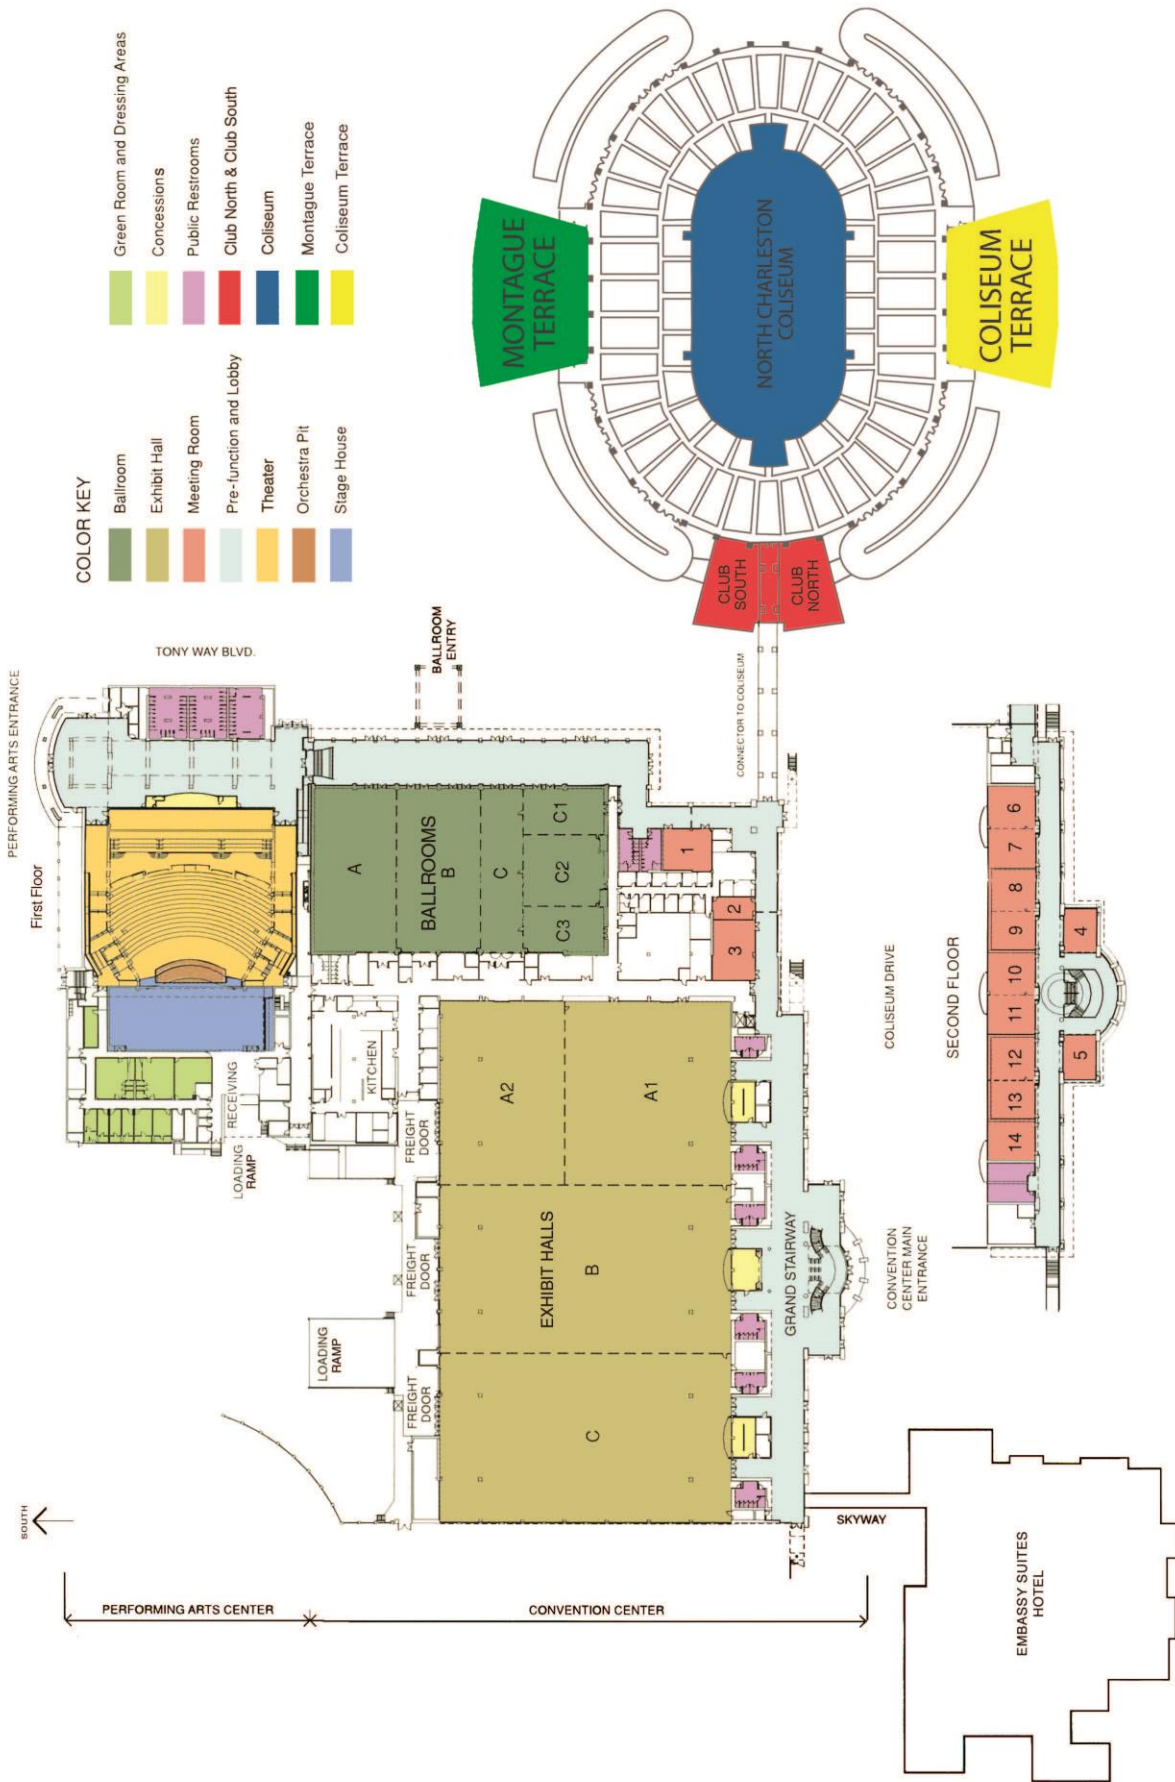 SOUTH
PERFORMING ARTS CENTER
CONVENTION CENTER
PERFORMING ARTS ENTRANCE
First Floor
TONY WAY BLVD.
RECEIVING
LOADING
RAMP
KITCHEN
FREIGHT
DOOR
FREIGHT
DOOR
FREIGHT
DOOR
LOADING
RAMP
BALLROOM
ENTRY
BALLROOMS
A
B
C
C1
C2
C3
EXHIBIT HALLS
A2
A1
B
C
1
2
3
GRAND STAIRWAY
CONVENTION
CENTER MAIN
ENTRANCE
COLISEUM DRIVE
CONNECTOR TO COLISEUM
SKYWAY
EMBASSY SUITES
HOTEL
SECOND FLOOR
14
13
12
11
10
9
8
7
6
5
4
COLOR KEY
Ballroom
Exhibit Hall
Meeting Room
Pre-function and Lobby
Theater
Orchestra Pit
Stage House
Green Room and Dressing Areas
Concessions
Public Restrooms
Club North & Club South
Coliseum
Montague Terrace
Coliseum Terrace
MONTAGUE
TERRACE
NORTH CHARLESTON
COLISEUM
COLISEUM
TERRACE
CLUB
SOUTH
CLUB
NORTH